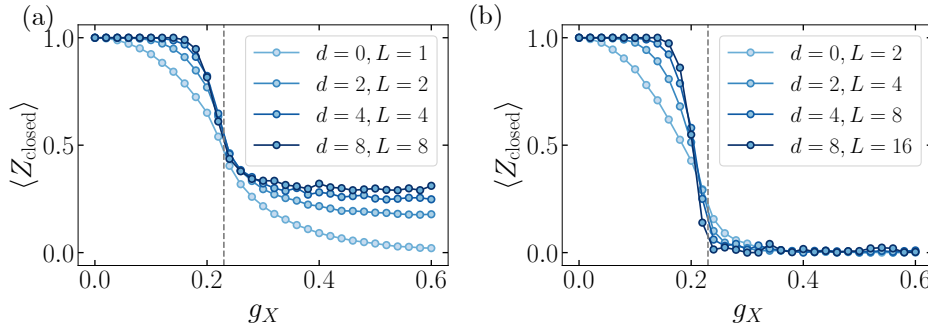 (a)
1.0
0.5
0.0
⟨Z_closed⟩
d = 0, L = 1
d = 2, L = 2
d = 4, L = 4
d = 8, L = 8
0.0 0.2 0.4 0.6
g_X
(b)
1.0
0.5
0.0
⟨Z_closed⟩
d = 0, L = 2
d = 2, L = 4
d = 4, L = 8
d = 8, L = 16
0.0 0.2 0.4 0.6
g_X